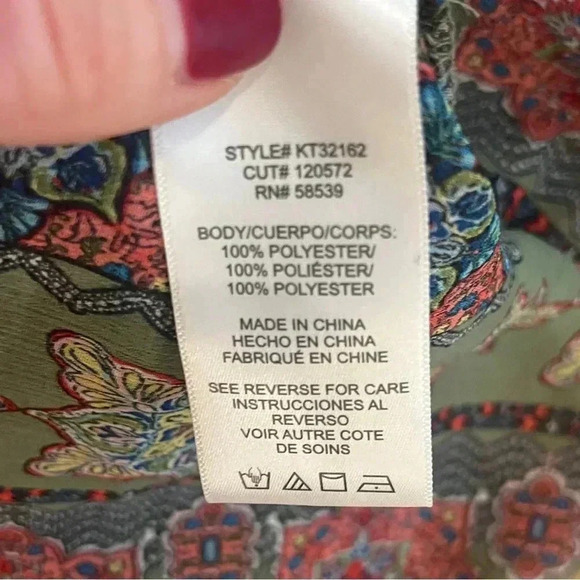 STYLE# KT32162
CUT# 120572
RN# 58539
BODY/CUERPO/CORPS:
100% POLYESTER/
100% POLIÉSTER/
100% POLYESTER
MADE IN CHINA
HECHO EN CHINA
FABRIQUÉ EN CHINE
SEE REVERSE FOR CARE
INSTRUCCIONES AL
REVERSO
VOIR AUTRE COTE
DE SOINS